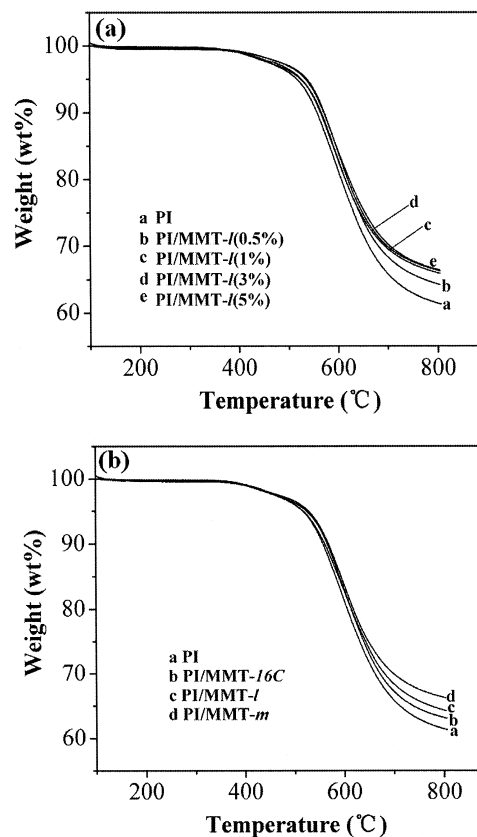 (a)
100
90
80
70
60
Weight (wt%)
a PI
b PI/MMT-l(0.5%)
c PI/MMT-l(1%)
d PI/MMT-l(3%)
e PI/MMT-l(5%)
d
c
e
b
a
200 400 600 800
Temperature (℃)
(b)
100
90
80
70
60
Weight (wt%)
a PI
b PI/MMT-16C
c PI/MMT-l
d PI/MMT-m
d
c
b
a
200 400 600 800
Temperature (℃)